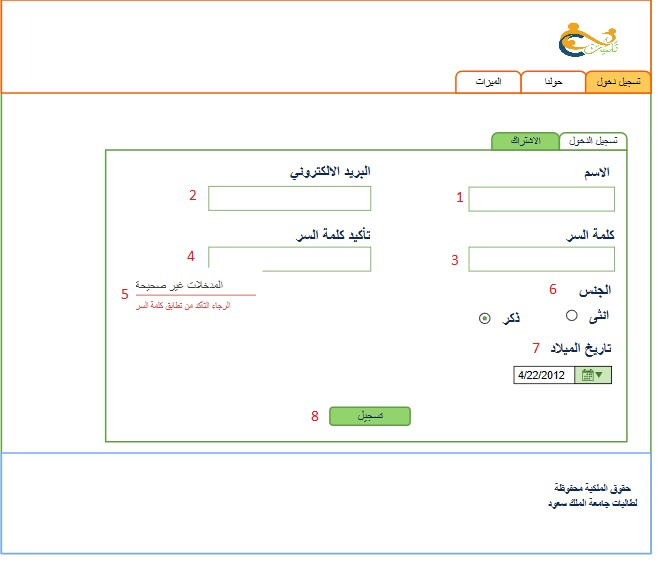 تسجيل دخول
حولنا
الميزات
تسجيل الدخول
الاشتراك
الاسم
البريد الالكتروني
1
2
كلمة السر
تأكيد كلمة السر
3
4
المدخلات غير صحيحة
5
الرجاء التأكد من تطابق كلمة السر
الجنس 6
انثى
ذكر
تاريخ الميلاد 7
4/22/2012
تسجيل
8
حقوق الملكية محفوظة
لطالبات جامعة الملك سعود